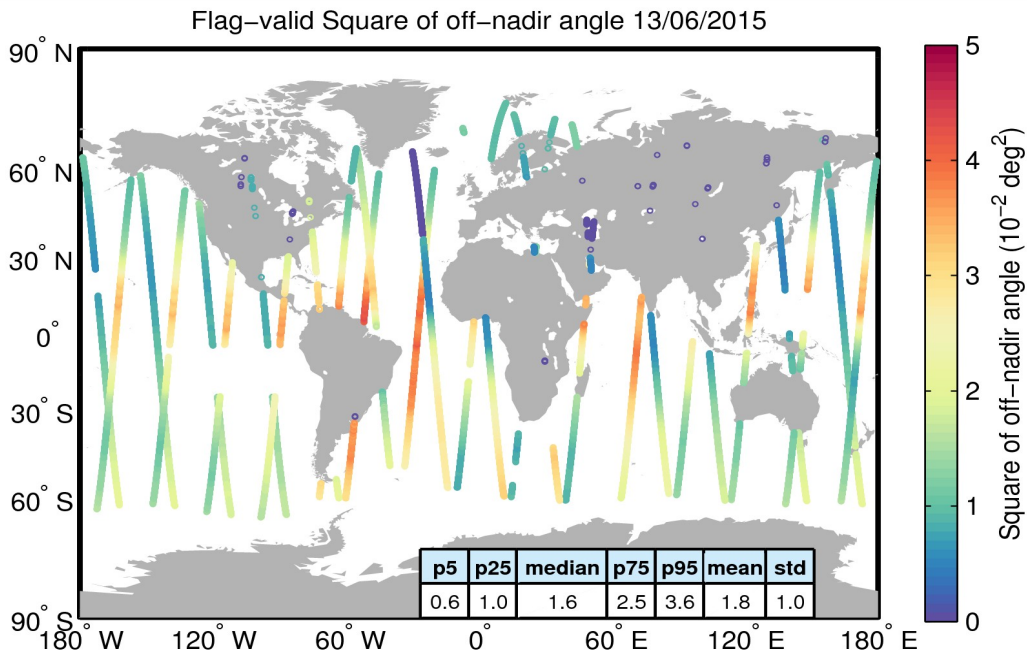 Flag−valid Square of off−nadir angle 13/06/2015
90° N
60° N
30° N
0°
30° S
60° S
90° S
180° W
120° W
60° W
0°
60° E
120° E
180° E
p5 p25 median p75 p95 mean std
0.6 1.0 1.6 2.5 3.6 1.8 1.0
5
4
3
2
1
0
Square of off−nadir angle (10⁻² deg²)